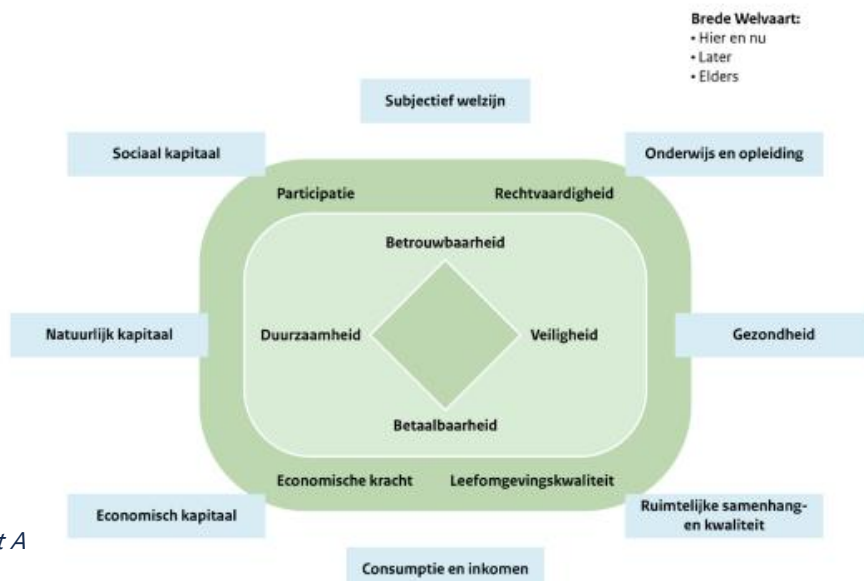 Brede Welvaart:
• Hier en nu
• Later
• Elders
Subjectief welzijn
Sociaal kapitaal
Onderwijs en opleiding
Participatie
Rechtvaardigheid
Betrouwbaarheid
Natuurlijk kapitaal
Duurzaamheid
Veiligheid
Gezondheid
Betaalbaarheid
Economische kracht
Leefomgevingskwaliteit
Economisch kapitaal
Ruimtelijke samenhang-
en kwaliteit
t A
Consumptie en inkomen